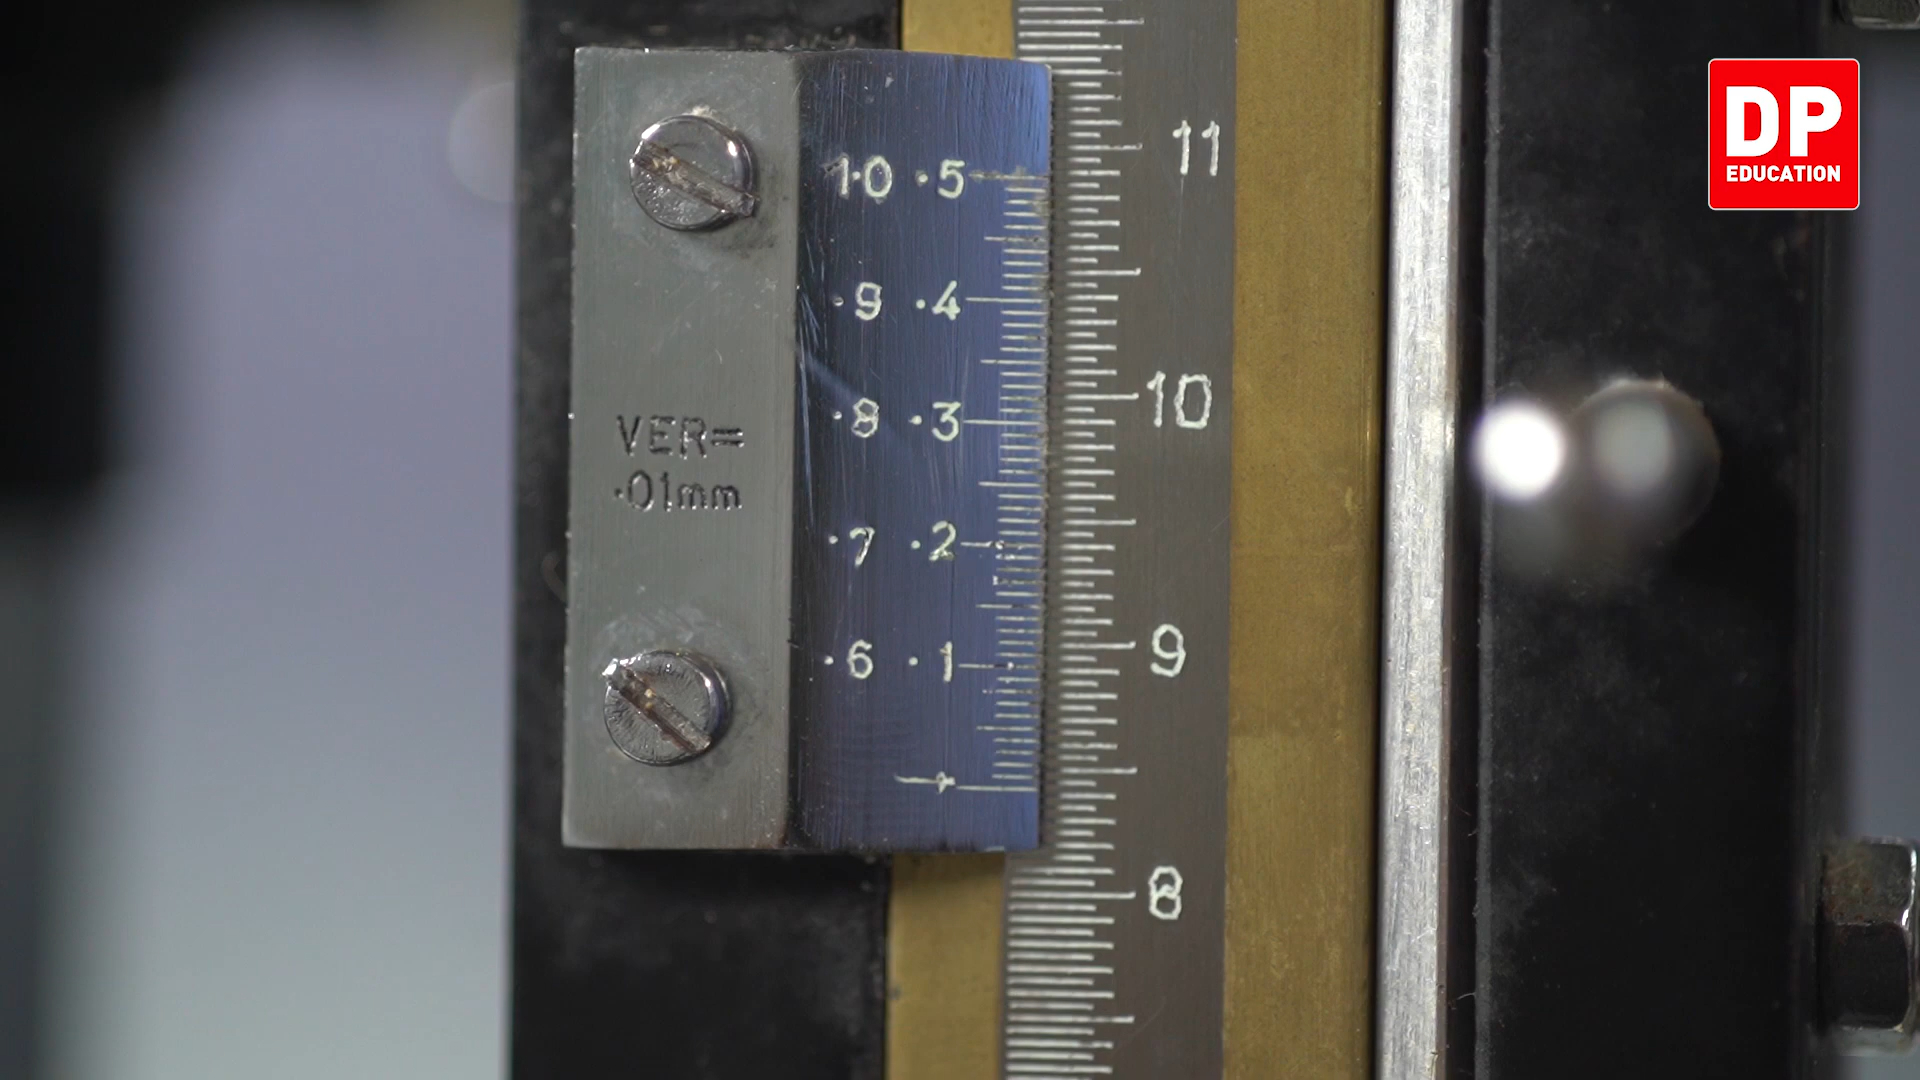 DP
EDUCATION
11
1.0 .5
.9 .4
10
.8 .3
VER=
.01mm
.7 .2
9
.6 .1
8